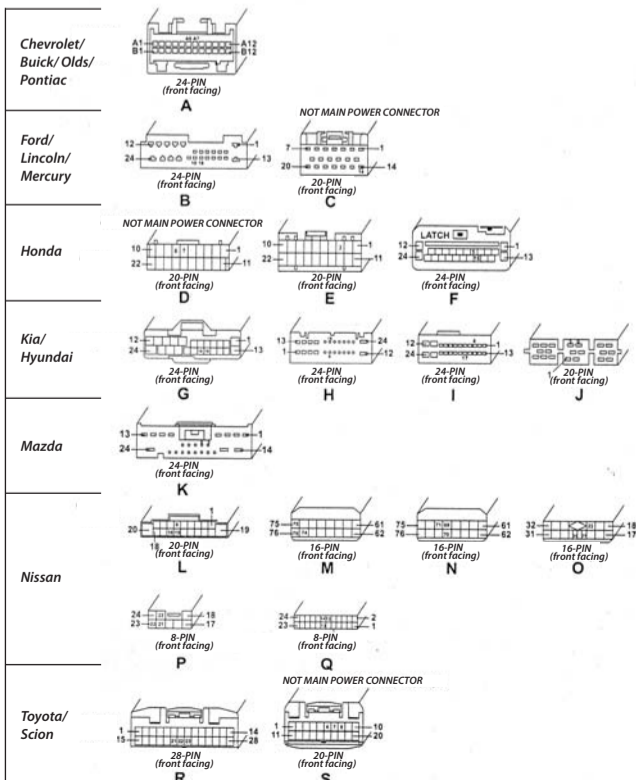 Chevrolet/
Buick/ Olds/
Pontiac
A1 A12
B1 B12
24-PIN
(front facing)
A
Ford/
Lincoln/
Mercury
12 1
24 13
24-PIN
(front facing)
B
NOT MAIN POWER CONNECTOR
7 1
20 14
20-PIN
(front facing)
C
Honda
NOT MAIN POWER CONNECTOR
10 1
22 11
20-PIN
(front facing)
D
10 1
22 11
20-PIN
(front facing)
E
LATCH
12 1
24 13
24-PIN
(front facing)
F
Kia/
Hyundai
12 1
24 13
24-PIN
(front facing)
G
13 24
1 12
24-PIN
(front facing)
H
12 1
24 13
24-PIN
(front facing)
I
1
20-PIN
(front facing)
J
Mazda
13 1
24 14
24-PIN
(front facing)
K
Nissan
1
20 19
18 20-PIN
(front facing)
L
75 61
76 62
16-PIN
(front facing)
M
75 61
76 62
16-PIN
(front facing)
N
32 18
31 17
16-PIN
(front facing)
O
24 18
23 17
8-PIN
(front facing)
P
24 2
23 1
8-PIN
(front facing)
Q
Toyota/
Scion
1 14
15 28
28-PIN
(front facing)
R
NOT MAIN POWER CONNECTOR
1 10
11 20
20-PIN
(front facing)
S